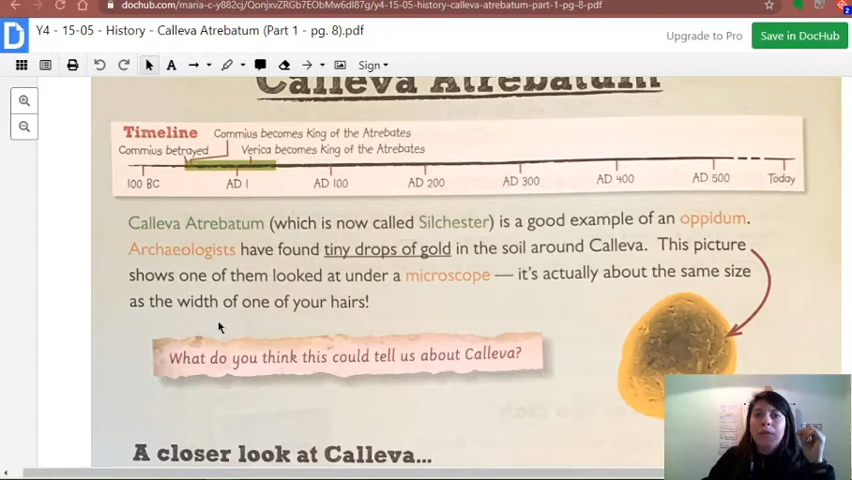 dochub.com/maria-c-y882cj/QonjxvZRGb7EObMw6dl87g/y4-15-05-history-calleva-atrebatum-part-1-pg-8-pdf
Y4 - 15-05 - History - Calleva Atrebatum (Part 1 - pg. 8).pdf
Upgrade to Pro
Save in DocHub
A
Sign
Calleva Atrebatum
Timeline
Commius becomes King of the Atrebates
Commius betrayed
Verica becomes King of the Atrebates
100 BC AD 1 AD 100 AD 200 AD 300 AD 400 AD 500 Today
Calleva Atrebatum (which is now called Silchester) is a good example of an oppidum.
Archaeologists have found tiny drops of gold in the soil around Calleva. This picture
shows one of them looked at under a microscope — it's actually about the same size
as the width of one of your hairs!
What do you think this could tell us about Calleva?
A closer look at Calleva...